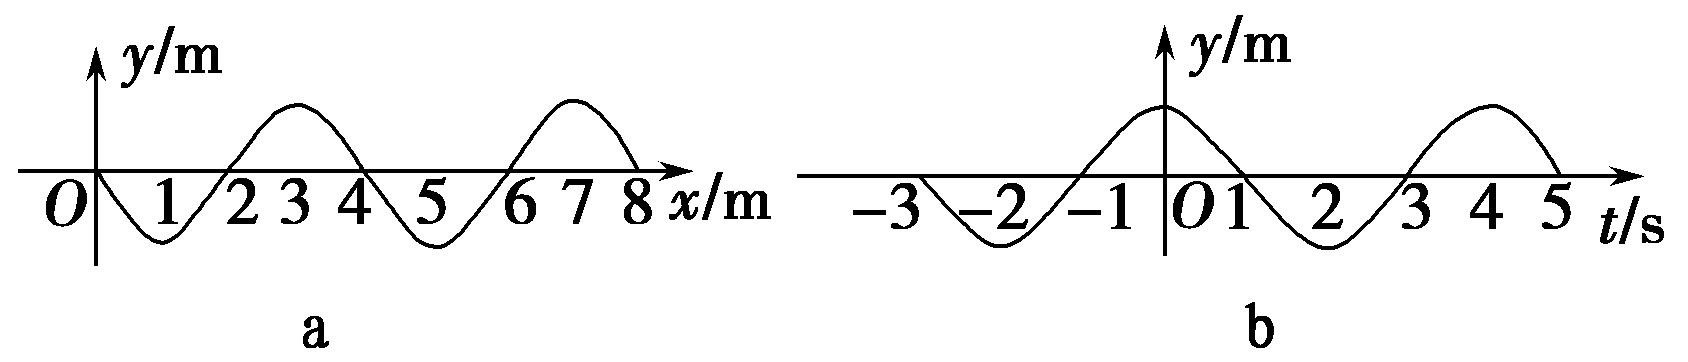 y/m
O 1 2 3 4 5 6 7 8 x/m
a
y/m
−3 −2 −1 O 1 2 3 4 5 t/s
b